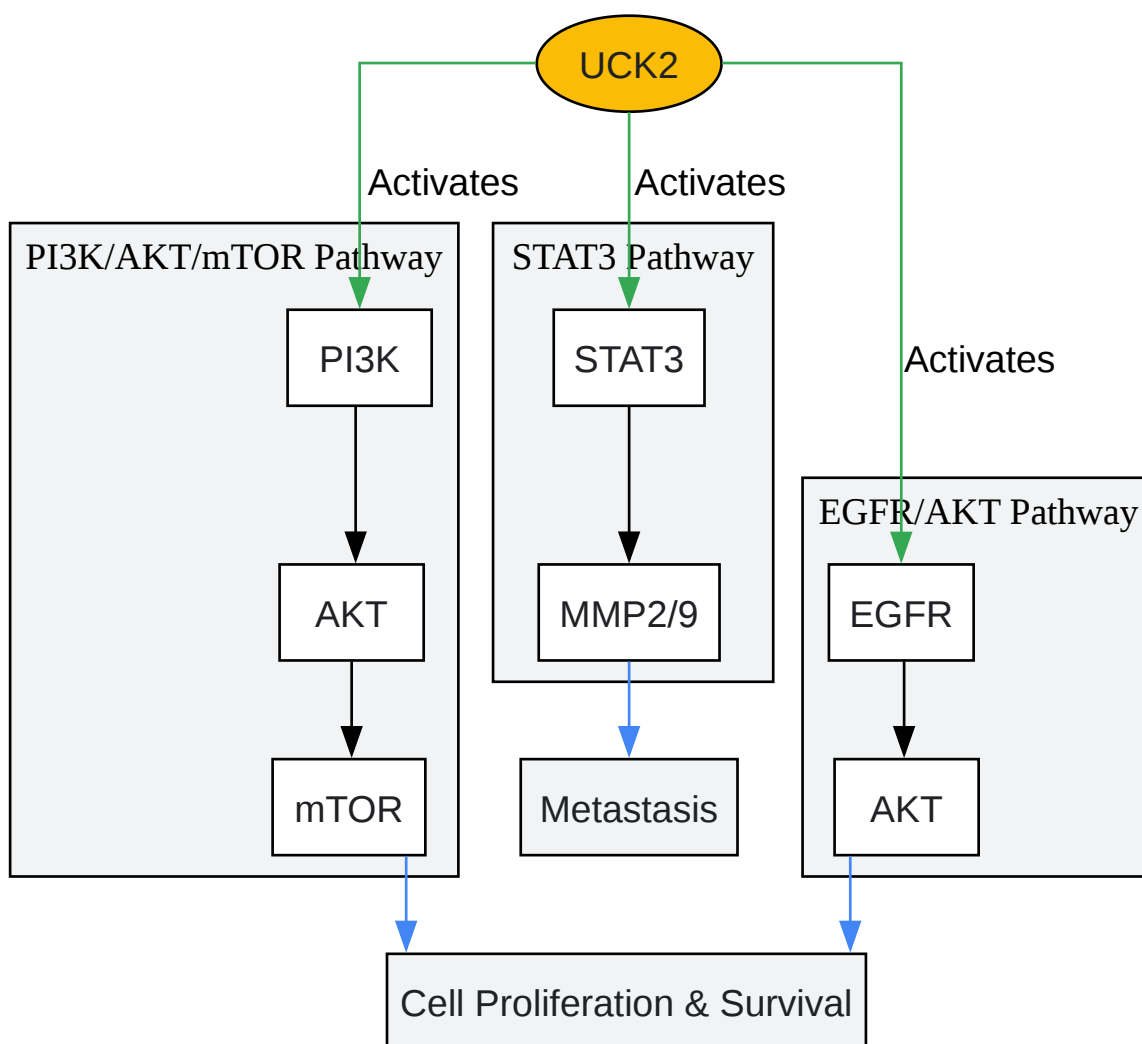 UCK2
Activates
Activates
PI3K/AKT/mTOR Pathway
STAT3 Pathway
PI3K
STAT3
Activates
EGFR/AKT Pathway
AKT
MMP2/9
EGFR
mTOR
Metastasis
AKT
Cell Proliferation & Survival